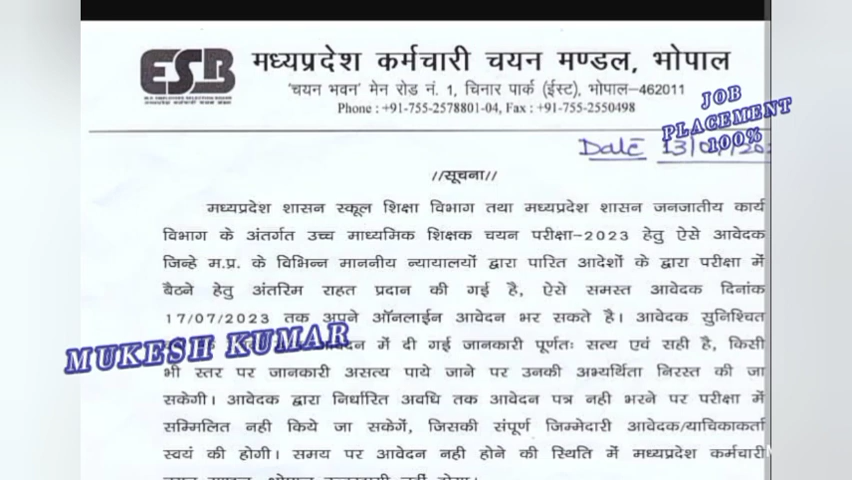 ESB
मध्यप्रदेश कर्मचारी चयन मण्डल, भोपाल
'चयन भवन' मेन रोड नं. 1, चिनार पार्क (ईस्ट), भोपाल-462011
Phone : +91-755-2578801-04, Fax : +91-755-2550498
JOB
PLACEMENT
100%
Date 13/
//सूचना//
मध्यप्रदेश शासन स्कूल शिक्षा विभाग तथा मध्यप्रदेश शासन जनजातीय कार्य
विभाग के अंतर्गत उच्च माध्यमिक शिक्षक चयन परीक्षा-2023 हेतु ऐसे आवेदक
जिन्हे म.प्र. के विभिन्न माननीय न्यायालयों द्वारा पारित आदेशों के द्वारा परीक्षा में
बैठने हेतु अंतरिम राहत प्रदान की गई है, ऐसे समस्त आवेदक दिनांक
17/07/2023 तक अपने ऑनलाईन आवेदन भर सकते है। आवेदक सुनिश्चित
MUKESH KUMAR
में दी गई जानकारी पूर्णतः सत्य एवं सही है, किसी
भी स्तर पर जानकारी असत्य पाये जाने पर उनकी अभ्यर्थिता निरस्त की जा
सकेगी। आवेदक द्वारा निर्धारित अवधि तक आवेदन पत्र नही भरने पर परीक्षा में
सम्मिलित नही किये जा सकेगें, जिसकी संपूर्ण जिम्मेदारी आवेदक/याचिकाकर्ता
स्वयं की होगी। समय पर आवेदन नही होने की स्थिति में मध्यप्रदेश कर्मचारी